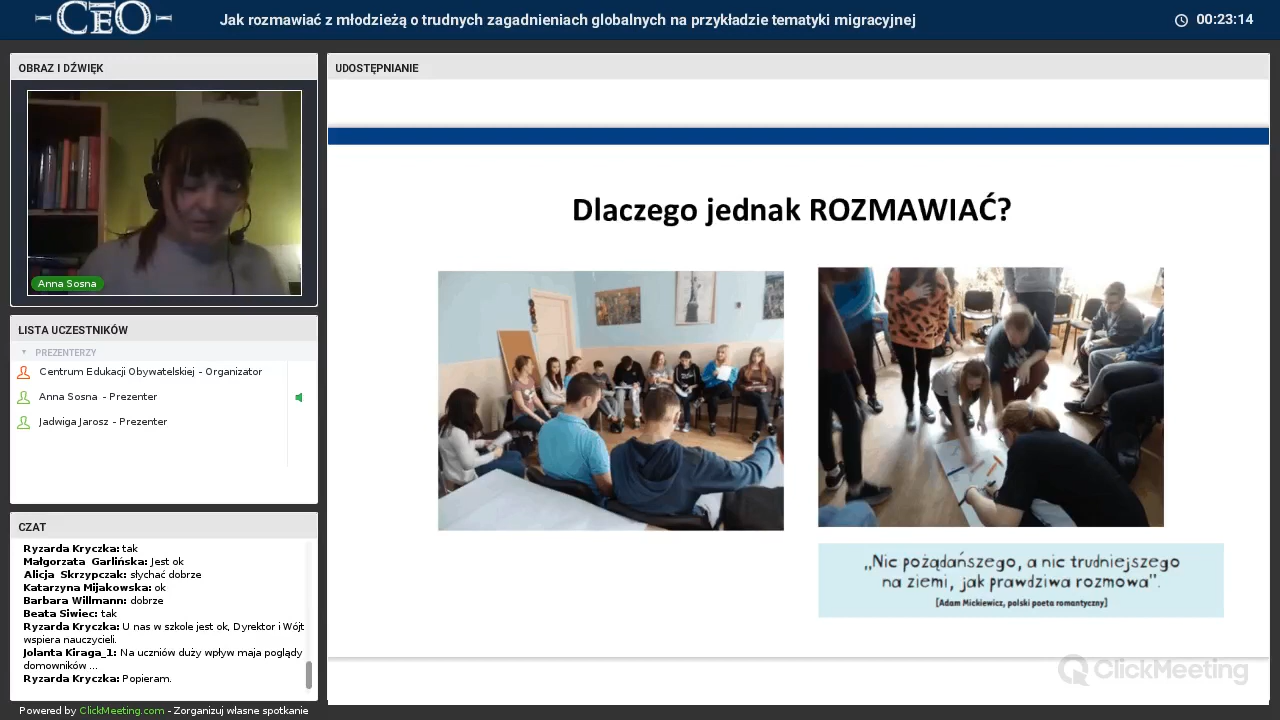 CEO
Jak rozmawiać z młodzieżą o trudnych zagadnieniach globalnych na przykładzie tematyki migracyjnej
00:23:14
OBRAZ I DŹWIĘK
Anna Sosna
LISTA UCZESTNIKÓW
PREZENTERZY
Centrum Edukacji Obywatelskiej - Organizator
Anna Sosna - Prezenter
Jadwiga Jarosz - Prezenter
CZAT
Ryzarda Kryczka: tak
Małgorzata Garlińska: Jest ok
Alicja Skrzypczak: słychać dobrze
Katarzyna Mijakowska: ok
Barbara Willmann: dobrze
Beata Siwiec: tak
Ryzarda Kryczka: U nas w szkole jest ok, Dyrektor i Wójt
wspiera nauczycieli.
Jolanta Kiraga_1: Na uczniów duży wpływ maja poglądy
domowników ...
Ryzarda Kryczka: Popieram.
Powered by ClickMeeting.com - Zorganizuj własne spotkanie
UDOSTĘPNIANIE
Dlaczego jednak ROZMAWIAĆ?
„Nic pożądańszego, a nic trudniejszego
na ziemi, jak prawdziwa rozmowa”.
[Adam Mickiewicz, polski poeta romantyczny]
ClickMeeting